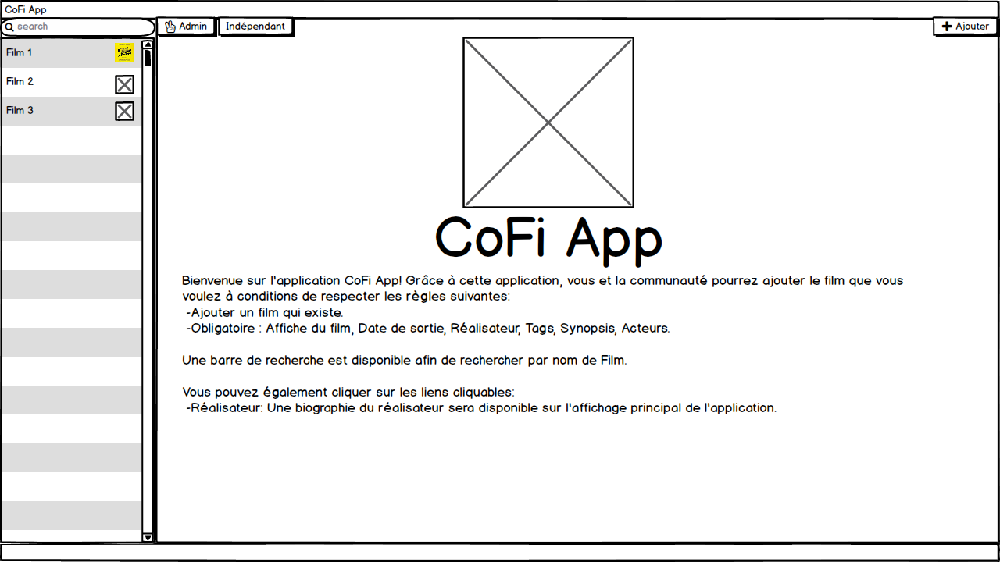 CoFi App
search
Admin
Indépendant
Ajouter
Film 1
Film 2
Film 3
CoFi App
Bienvenue sur l'application CoFi App! Grâce à cette application, vous et la communauté pourrez ajouter le film que vous
voulez à conditions de respecter les règles suivantes:
-Ajouter un film qui existe.
-Obligatoire : Affiche du film, Date de sortie, Réalisateur, Tags, Synopsis, Acteurs.
Une barre de recherche est disponible afin de rechercher par nom de Film.
Vous pouvez également cliquer sur les liens cliquables:
-Réalisateur: Une biographie du réalisateur sera disponible sur l'affichage principal de l'application.